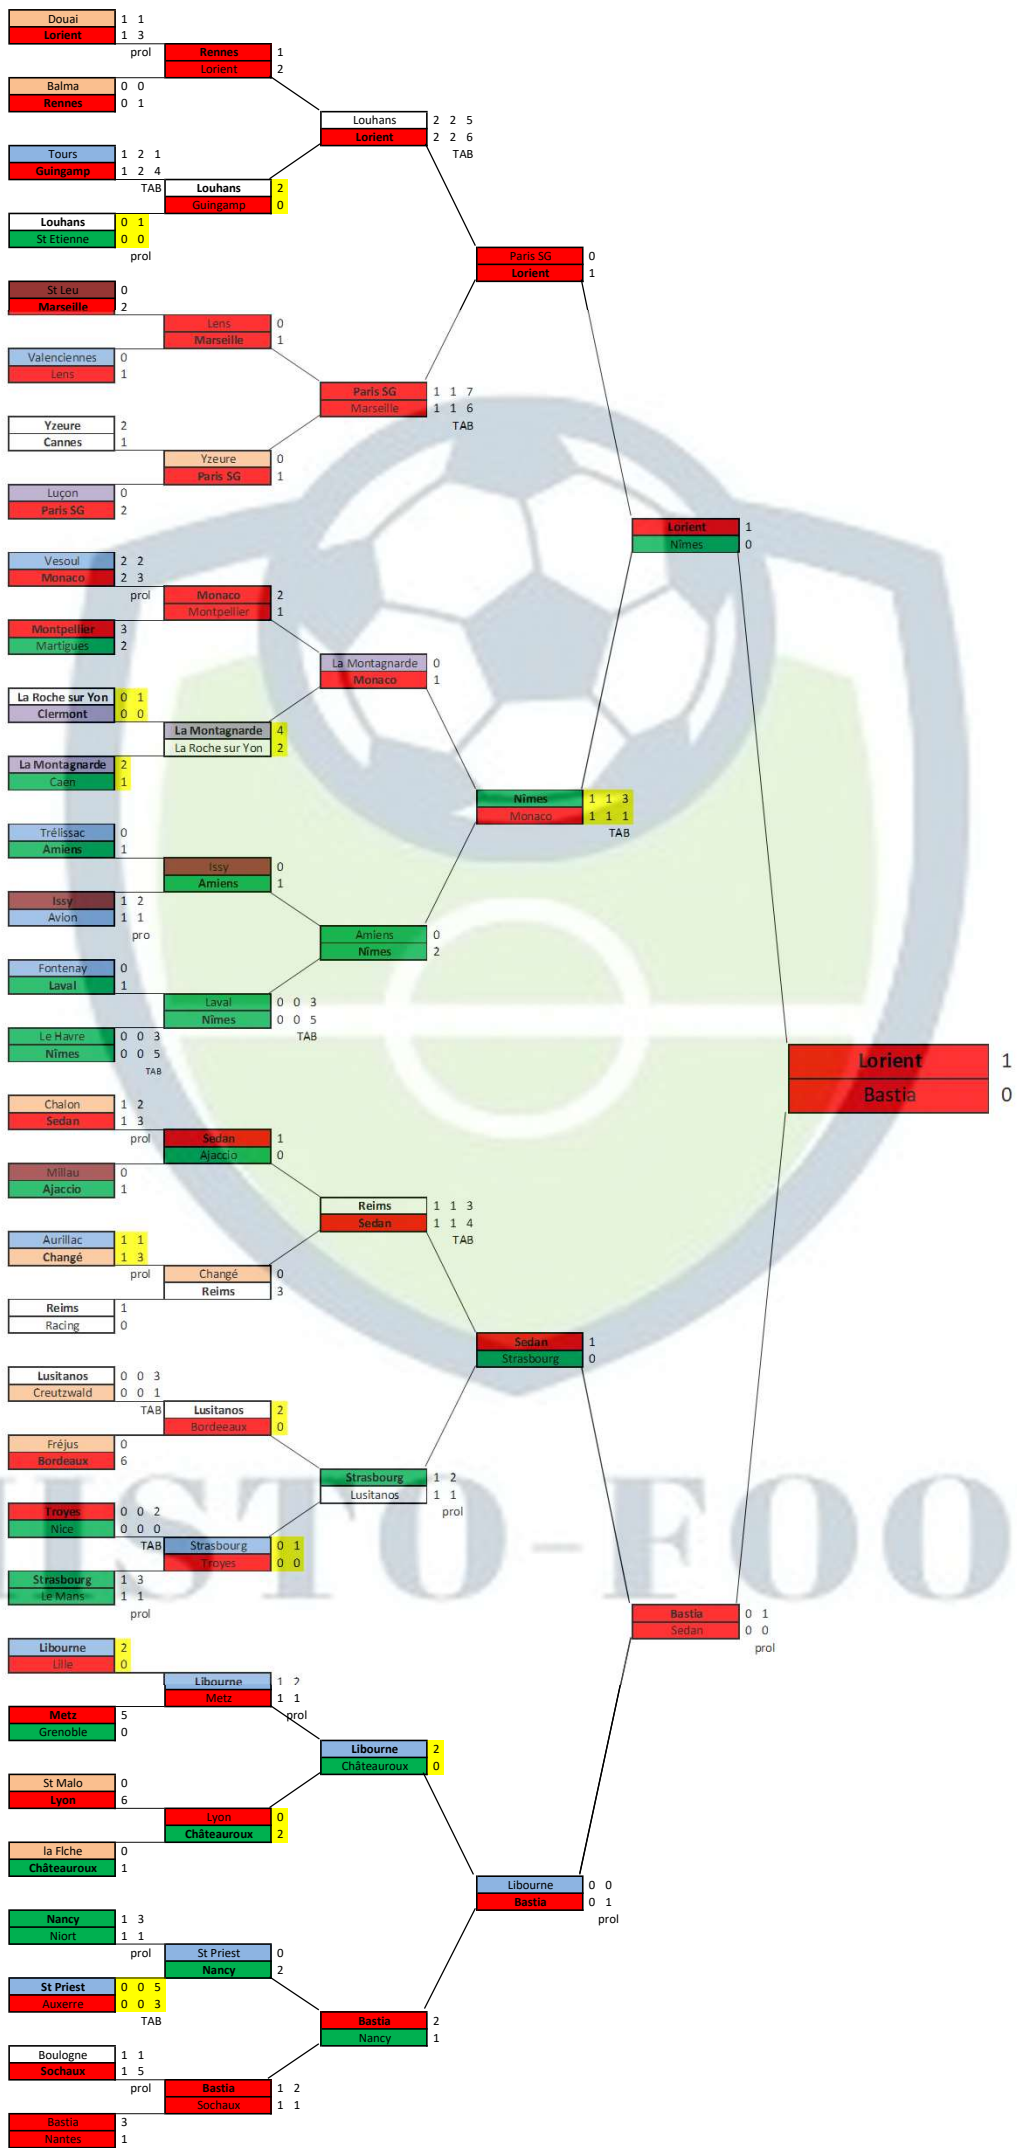 Douai 1 1
Lorient 1 3
prol
Rennes 1
Lorient 2
Balma 0 0
Rennes 0 1
Louhans 2 2 5
Lorient 2 2 6
TAB
Tours 1 2 1
Guingamp 1 2 4
TAB
Louhans 2
Guingamp 0
Louhans 0 1
St Etienne 0 0
prol
Paris SG 0
Lorient 1
St Leu 0
Marseille 2
Lens 0
Marseille 1
Valenciennes 0
Lens 1
Paris SG 1 1 7
Marseille 1 1 6
TAB
Yzeure 2
Cannes 1
Yzeure 0
Paris SG 1
Luçon 0
Paris SG 2
Lorient 1
Nîmes 0
Vesoul 2 2
Monaco 2 3
prol
Monaco 2
Montpellier 1
Montpellier 3
Martigues 2
La Montagnarde 0
Monaco 1
La Roche sur Yon 0 1
Clermont 0 0
La Montagnarde 4
La Roche sur Yon 2
La Montagnarde 2
Caen 1
Nîmes 1 1 3
Monaco 1 1 1
TAB
Trélissac 0
Amiens 1
Issy 0
Amiens 1
Issy 1 2
Avion 1 1
pro
Amiens 0
Nîmes 2
Fontenay 0
Laval 1
Laval 0 0 3
Nîmes 0 0 5
TAB
Le Havre 0 0 3
Nîmes 0 0 5
TAB
Lorient 1
Bastia 0
Chalon 1 2
Sedan 1 3
prol
Sedan 1
Ajaccio 0
Millau 0
Ajaccio 1
Reims 1 1 3
Sedan 1 1 4
TAB
Aurillac 1 1
Changé 1 3
prol
Changé 0
Reims 3
Reims 1
Racing 0
Sedan 1
Strasbourg 0
Lusitanos 0 0 3
Creutzwald 0 0 1
TAB
Lusitanos 2
Bordeeaux 0
Fréjus 0
Bordeaux 6
Strasbourg 1 2
Lusitanos 1 1
prol
Troyes 0 0 2
Nice 0 0 0
TAB
Strasbourg 0 1
Troyes 0 0
Strasbourg 1 3
Le Mans 1 1
prol
ISTO-FOO
Bastia 0 1
Sedan 0 0
prol
Libourne 2
Lille 0
Libourne 1 2
Metz 1 1
prol
Metz 5
Grenoble 0
Libourne 2
Châteauroux 0
St Malo 0
Lyon 6
Lyon 0
Châteauroux 2
la Flche 0
Châteauroux 1
Libourne 0 0
Bastia 0 1
prol
Nancy 1 3
Niort 1 1
prol
St Priest 0
Nancy 2
St Priest 0 0 5
Auxerre 0 0 3
TAB
Bastia 2
Nancy 1
Boulogne 1 1
Sochaux 1 5
prol
Bastia 1 2
Sochaux 1 1
Bastia 3
Nantes 1